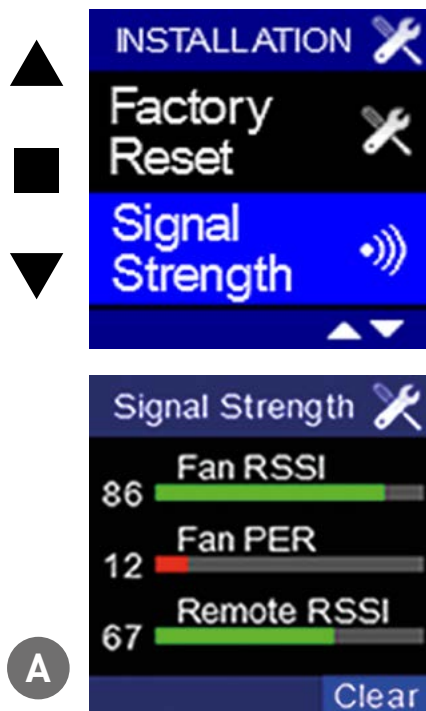 INSTALLATION
Factory
Reset
Signal
Strength
Signal Strength
Fan RSSI
86
Fan PER
12
Remote RSSI
67
A
Clear